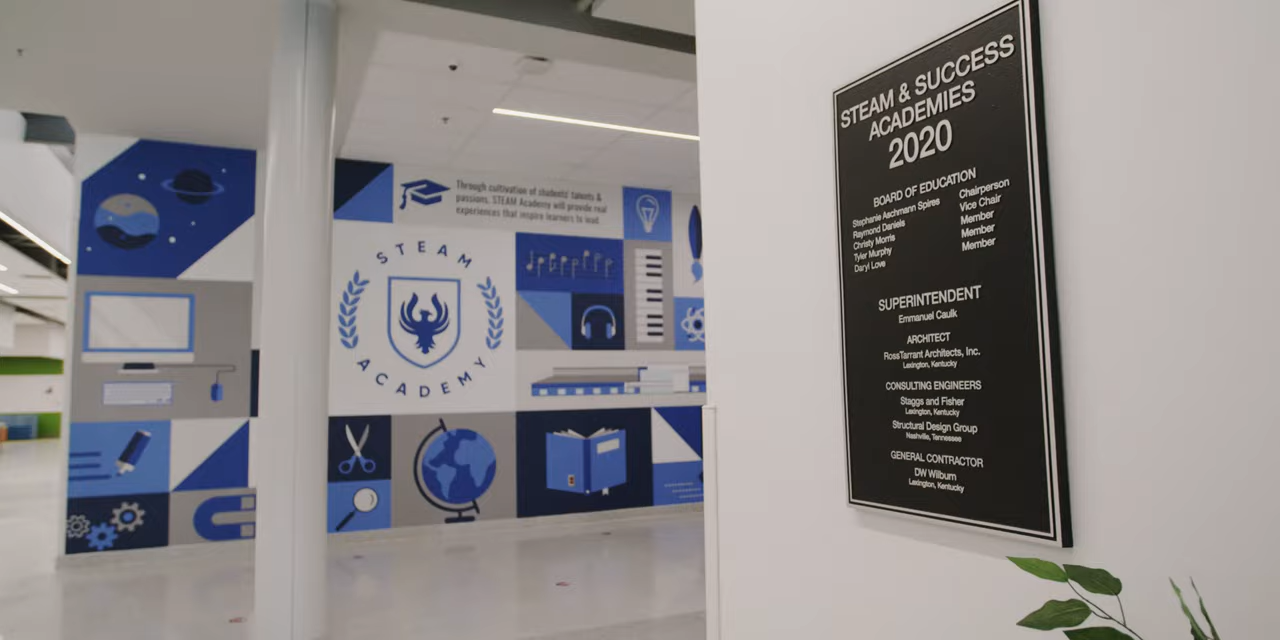 Through cultivation of students' talents &
passions, STEAM Academy will provide real
experiences that inspire learners to lead.
STEAM
ACADEMY
STEAM & SUCCESS
ACADEMIES
2020
BOARD OF EDUCATION
Stephanie Aschmann Spires Chairperson
Raymond Daniels Vice Chair
Christy Morris Member
Tyler Murphy Member
Daryl Love Member
SUPERINTENDENT
Emmanuel Caulk
ARCHITECT
RossTarrant Architects, Inc.
Lexington, Kentucky
CONSULTING ENGINEERS
Staggs and Fisher
Lexington, Kentucky
Structural Design Group
Nashville, Tennessee
GENERAL CONTRACTOR
DW Wilburn
Lexington, Kentucky